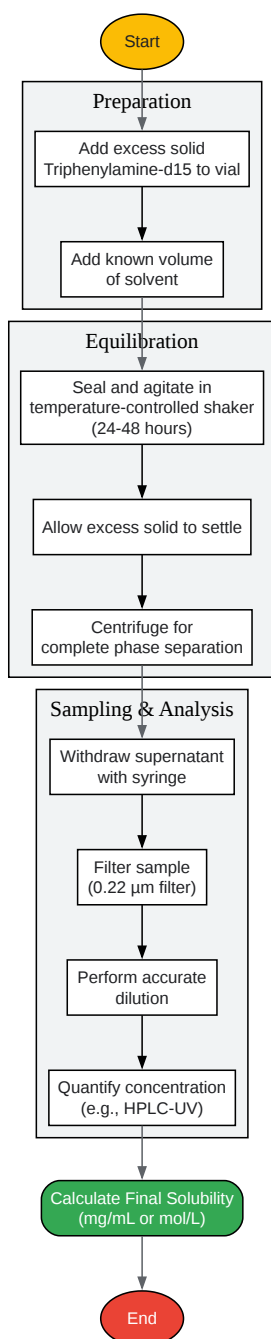 Start
Preparation
Add excess solid
Triphenylamine-d15 to vial
Add known volume
of solvent
Equilibration
Seal and agitate in
temperature-controlled shaker
(24-48 hours)
Allow excess solid to settle
Centrifuge for
complete phase separation
Sampling & Analysis
Withdraw supernatant
with syringe
Filter sample
(0.22 µm filter)
Perform accurate
dilution
Quantify concentration
(e.g., HPLC-UV)
Calculate Final Solubility
(mg/mL or mol/L)
End